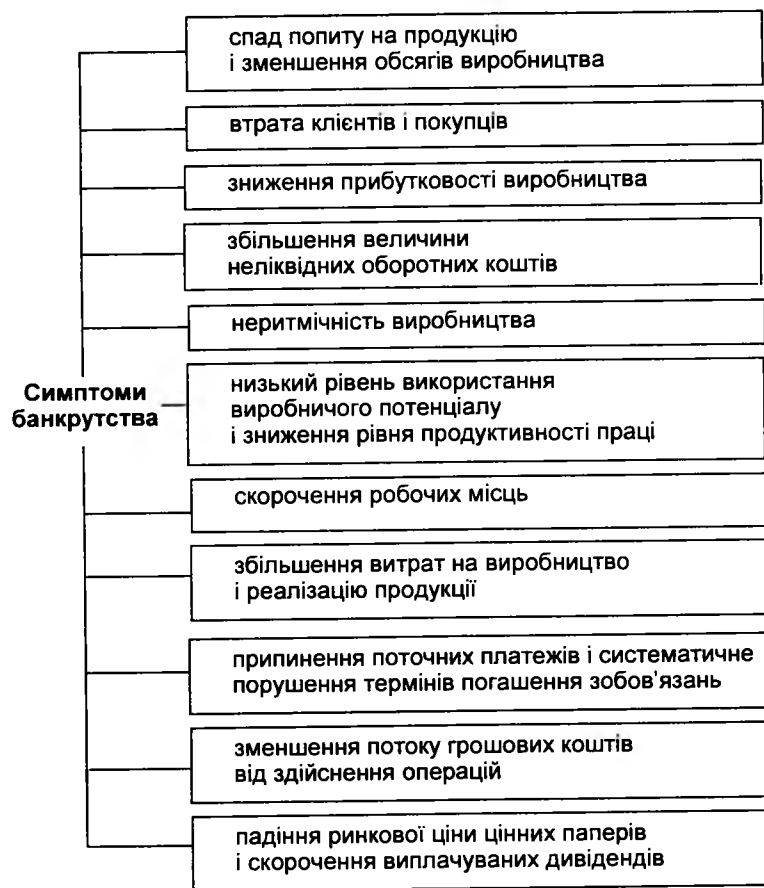 спад попиту на продукцію
і зменшення обсягів виробництва
втрата клієнтів і покупців
зниження прибутковості виробництва
збільшення величини
неліквідних оборотних коштів
неритмічність виробництва
Симптоми
банкрутства
низький рівень використання
виробничого потенціалу
і зниження рівня продуктивності праці
скорочення робочих місць
збільшення витрат на виробництво
і реалізацію продукції
припинення поточних платежів і систематичне
порушення термінів погашення зобов'язань
зменшення потоку грошових коштів
від здійснення операцій
падіння ринкової ціни цінних паперів
і скорочення виплачуваних дивідендів